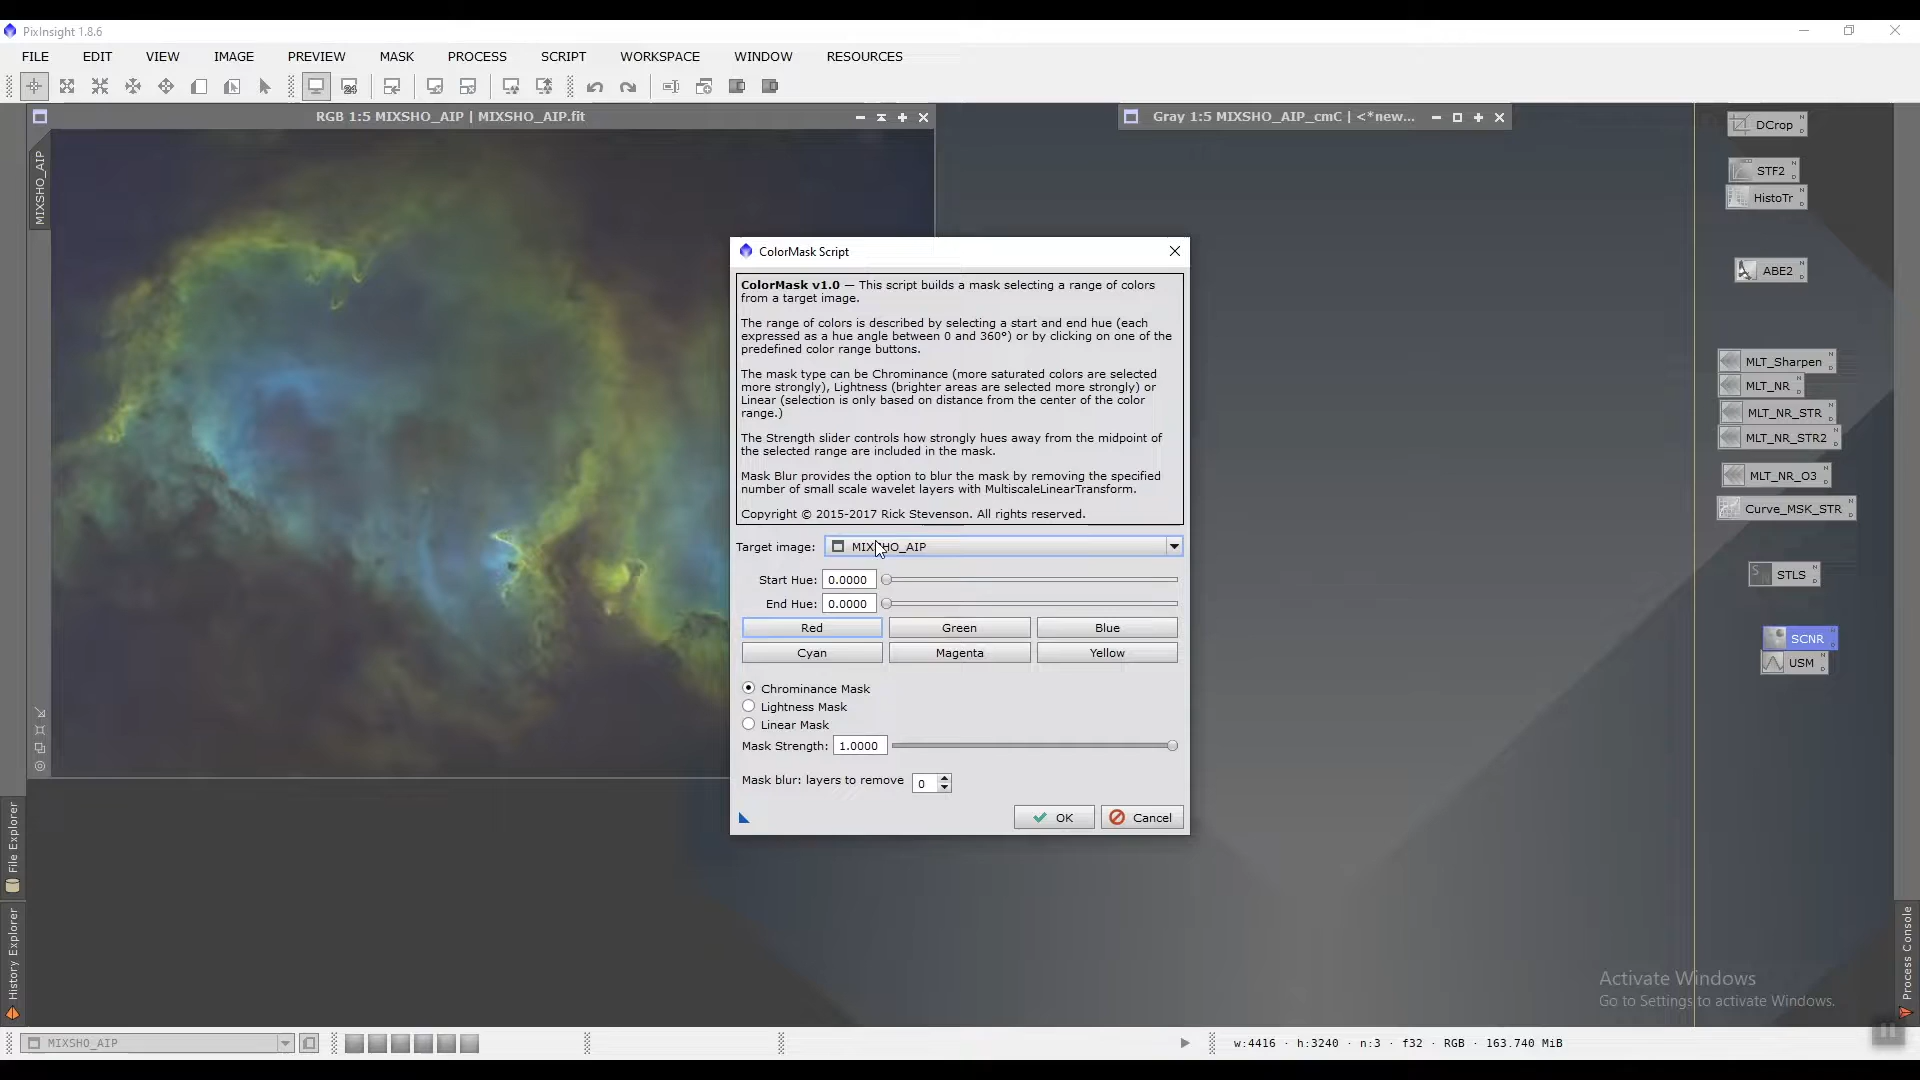 PixInsight 1.8.6
FILE EDIT VIEW IMAGE PREVIEW MASK PROCESS SCRIPT WORKSPACE WINDOW RESOURCES
RGB 1:5 MIXSHO_AIP | MIXSHO_AIP.fit
Gray 1:5 MIXSHO_AIP_cmC | <*new...
MIXSHO_AIP
DCrop
STF2
HistoTr
ABE2
MLT_Sharpen
MLT_NR
MLT_NR_STR
MLT_NR_STR2
MLT_NR_O3
Curve_MSK_STR
STLS
SCNR
USM
ColorMask Script
ColorMask v1.0 — This script builds a mask selecting a range of colors
from a target image.
The range of colors is described by selecting a start and end hue (each
expressed as a hue angle between 0 and 360°) or by clicking on one of the
predefined color range buttons.
The mask type can be Chrominance (more saturated colors are selected
more strongly), Lightness (brighter areas are selected more strongly) or
Linear (selection is only based on distance from the center of the color
range.)
The Strength slider controls how strongly hues away from the midpoint of
the selected range are included in the mask.
Mask Blur provides the option to blur the mask by removing the specified
number of small scale wavelet layers with MultiscaleLinearTransform.
Copyright © 2015-2017 Rick Stevenson. All rights reserved.
Target image: MIXSHO_AIP
Start Hue: 0.0000
End Hue: 0.0000
Red Green Blue
Cyan Magenta Yellow
Chrominance Mask
Lightness Mask
Linear Mask
Mask Strength: 1.0000
Mask blur: layers to remove 0
OK Cancel
File Explorer
History Explorer
Process Console
Activate Windows
Go to Settings to activate Windows.
MIXSHO_AIP
w:4416 · h:3240 · n:3 · f32 · RGB · 163.740 MiB